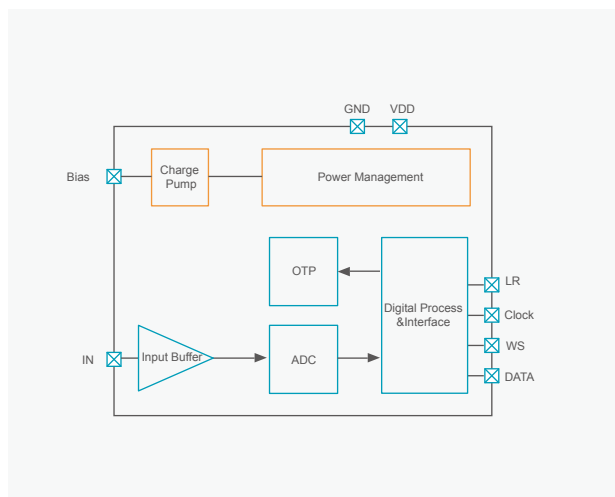 GND VDD
Bias
Charge
Pump
Power Management
OTP
LR
Digital Process
&Interface
Clock
IN
Input Buffer
ADC
WS
DATA